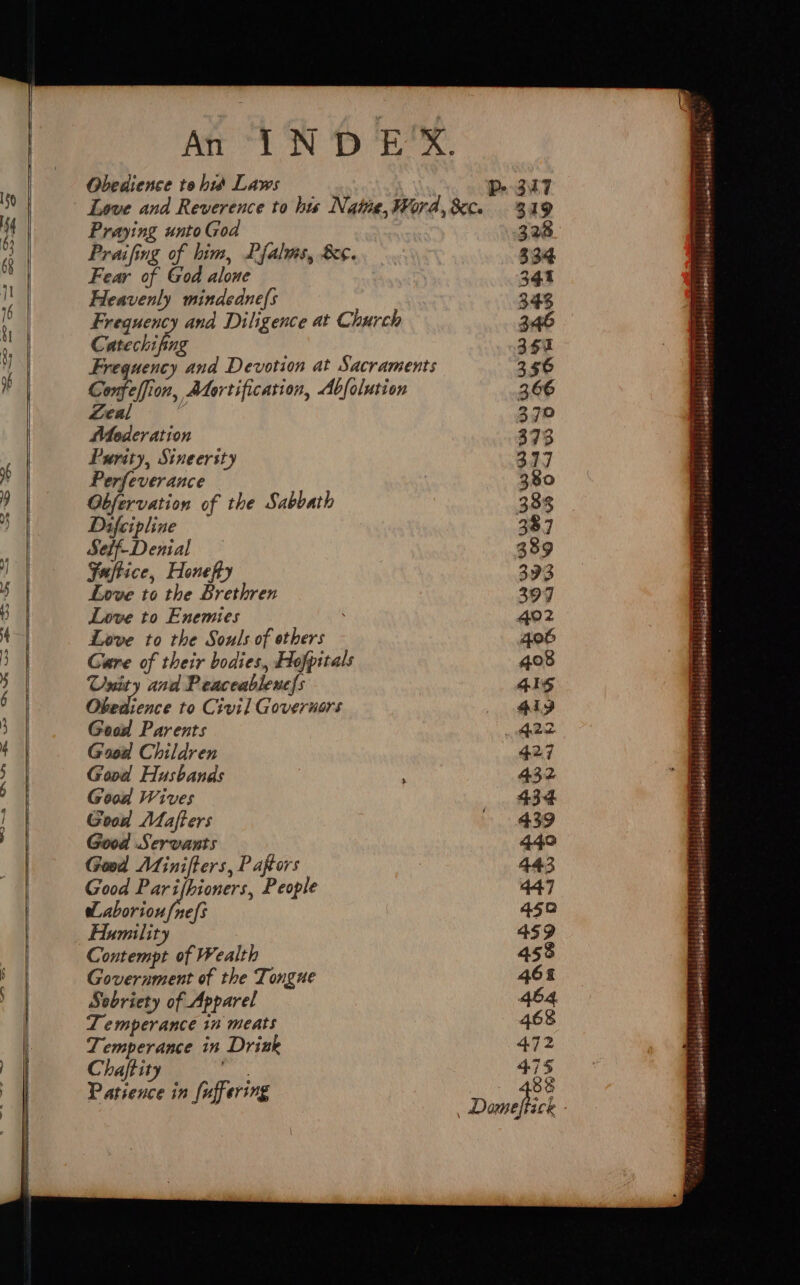 An INDEX.
Obedience to his Laws p. 317
Love and Reverence to his Name, Word, &c. 319
Praying unto God 328
Praiſing of him, Pſalms, &c. 334
Fear of God alone 341
Heavenly mindedneſs 343
Frequency and Diligence at Church 346
Catechiſing 351
Frequency and Devotion at Sacraments 356
Confeſſion, Mortification, Abſolution 366
Zeal 370
Moderation 373
Purity, Sincerity 377
Perſeverance 380
Obſervation of the Sabbath 385
Diſcipline 387
Self-Denial 389
Juſtice, Honeſty 393
Love to the Brethren 397
Love to Enemies 402
Love to the Souls of others 406
Care of their bodies, Hoſpitals 408
Unity and Peaceableneſs 415
Obedience to Civil Governors 419
Good Parents 422
Good Children 427
Good Husbands 432
Good Wives 434
Good Maſters 439
Good Servants 440
Good Miniſters, Paſtors 443
Good Pariſhioners, People 447
Laboriouſneſs 450
Humility 459
Contempt of Wealth 458
Government of the Tongue 461
Sobriety of Apparel 464
Temperance in meats 468
Temperance in Drink 472
Chaſtity 475
Patience in ſuffering 488
Domeſtick